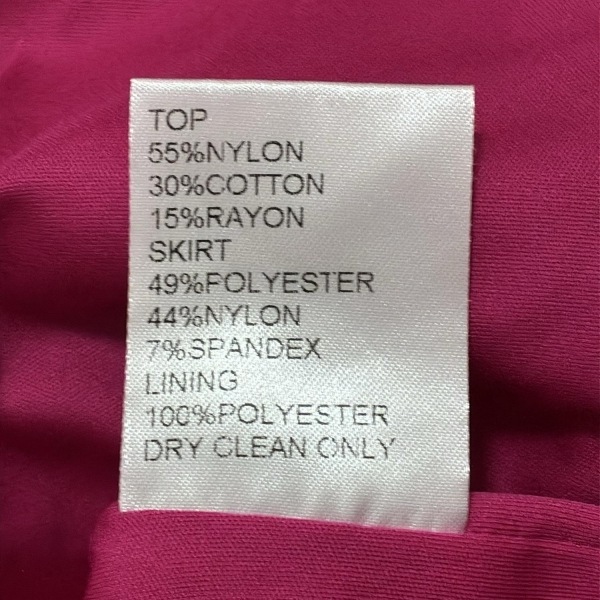 TOP
55%NYLON
30%COTTON
15%RAYON
SKIRT
49%POLYESTER
44%NYLON
7%SPANDEX
LINING
100%POLYESTER
DRY CLEAN ONLY